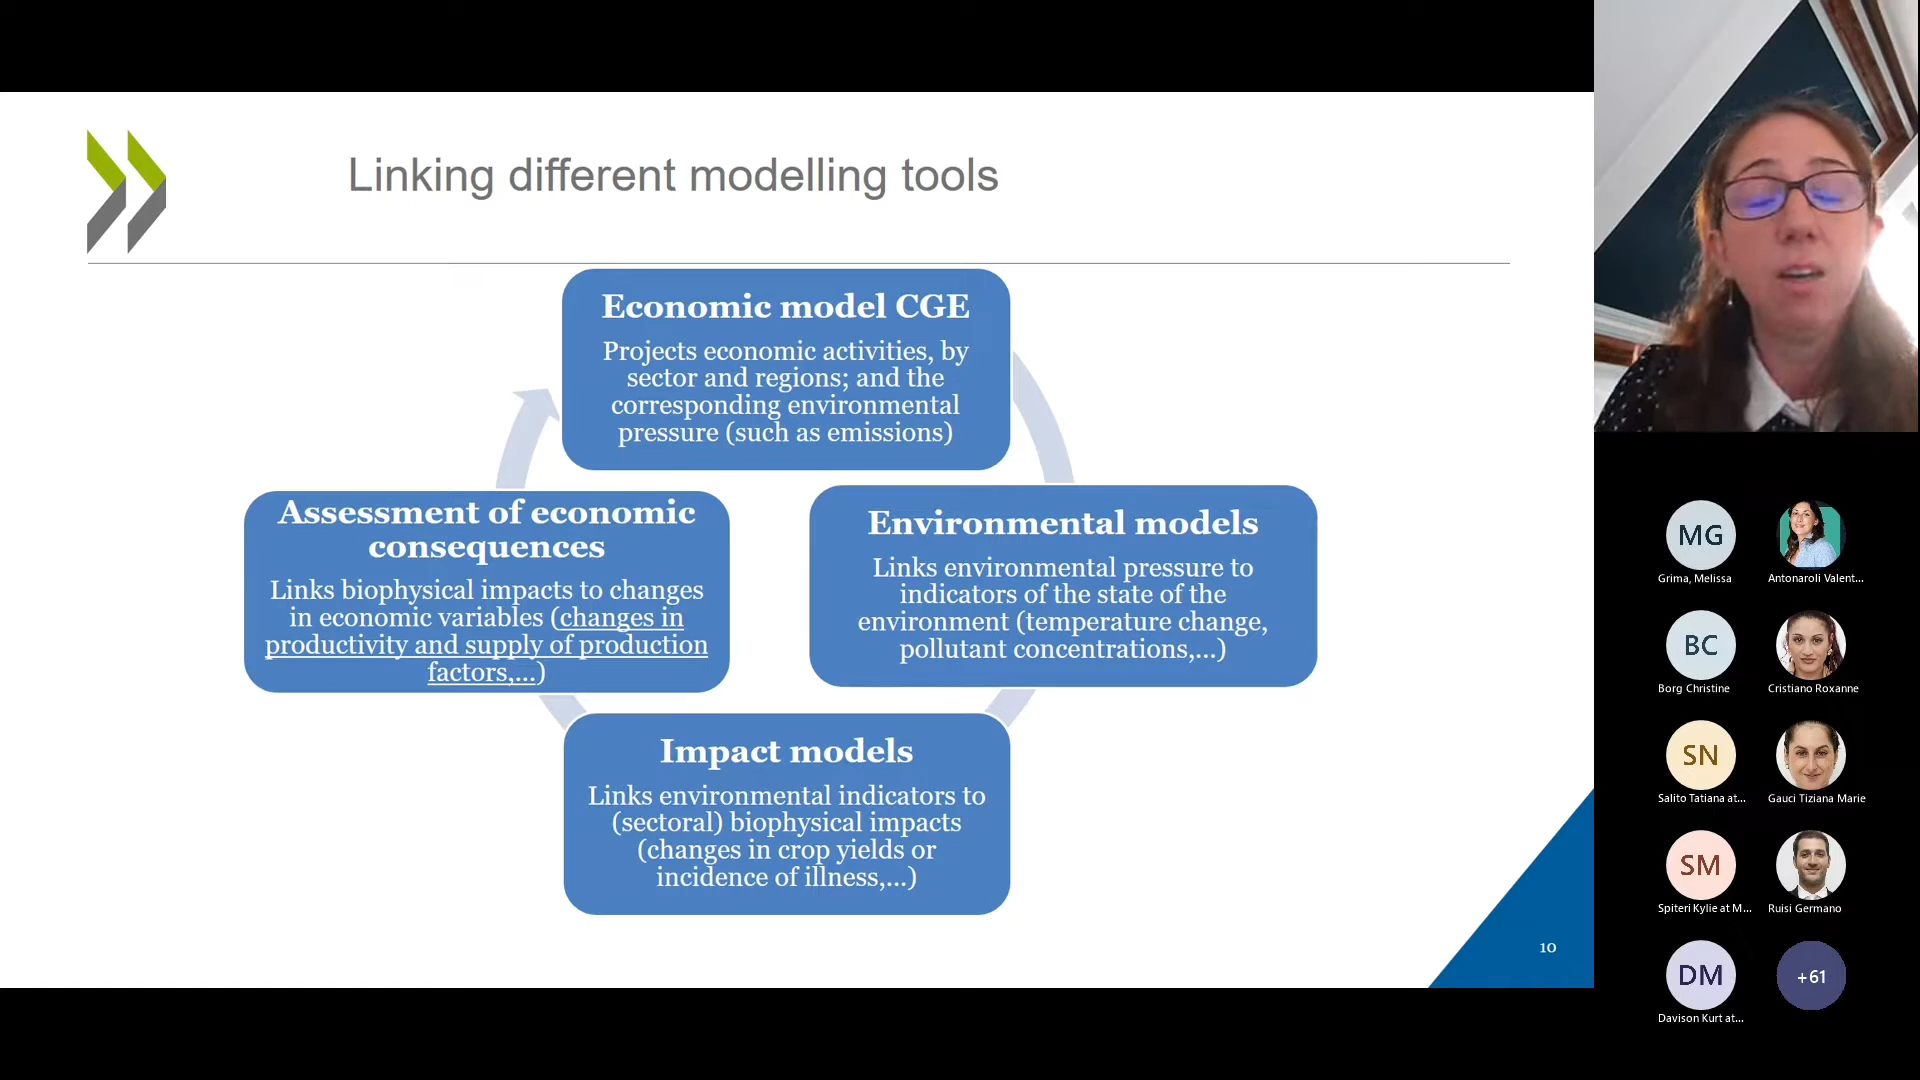 Linking different modelling tools
Economic model CGE
Projects economic activities, by
sector and regions; and the
corresponding environmental
pressure (such as emissions)
Environmental models
Links environmental pressure to
indicators of the state of the
environment (temperature change,
pollutant concentrations,...)
Impact models
Links environmental indicators to
(sectoral) biophysical impacts
(changes in crop yields or
incidence of illness,...)
Assessment of economic
consequences
Links biophysical impacts to changes
in economic variables (changes in
productivity and supply of production
factors,...)
10
MG
Grima, Melissa
Antonaroli Valent...
BC
Borg Christine
Cristiano Roxanne
SN
Salito Tatiana at...
Gauci Tiziana Marie
SM
Spiteri Kylie at M...
Ruisi Germano
DM
Davison Kurt at...
+61